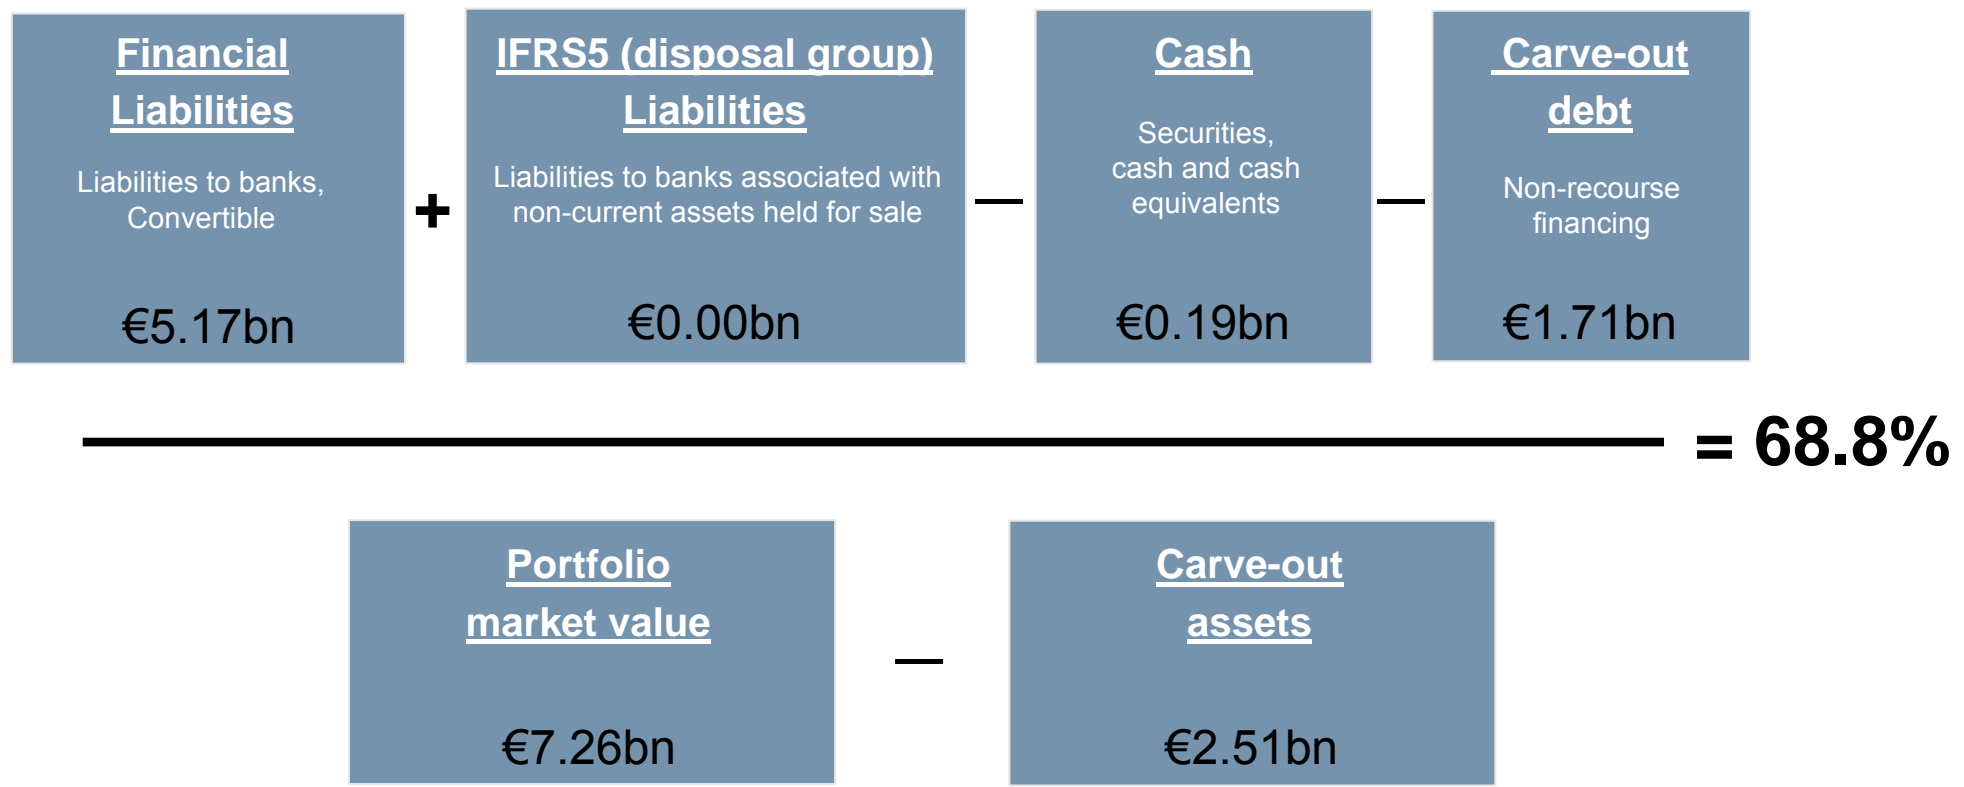 Financial
Liabilities
Liabilities to banks,
Convertible
€5.17bn
+
IFRS5 (disposal group)
Liabilities
Liabilities to banks associated with
non-current assets held for sale
€0.00bn
—
Cash
Securities,
cash and cash
equivalents
€0.19bn
—
Carve-out
debt
Non-recourse
financing
€1.71bn
= 68.8%
Portfolio
market value
€7.26bn
—
Carve-out
assets
€2.51bn